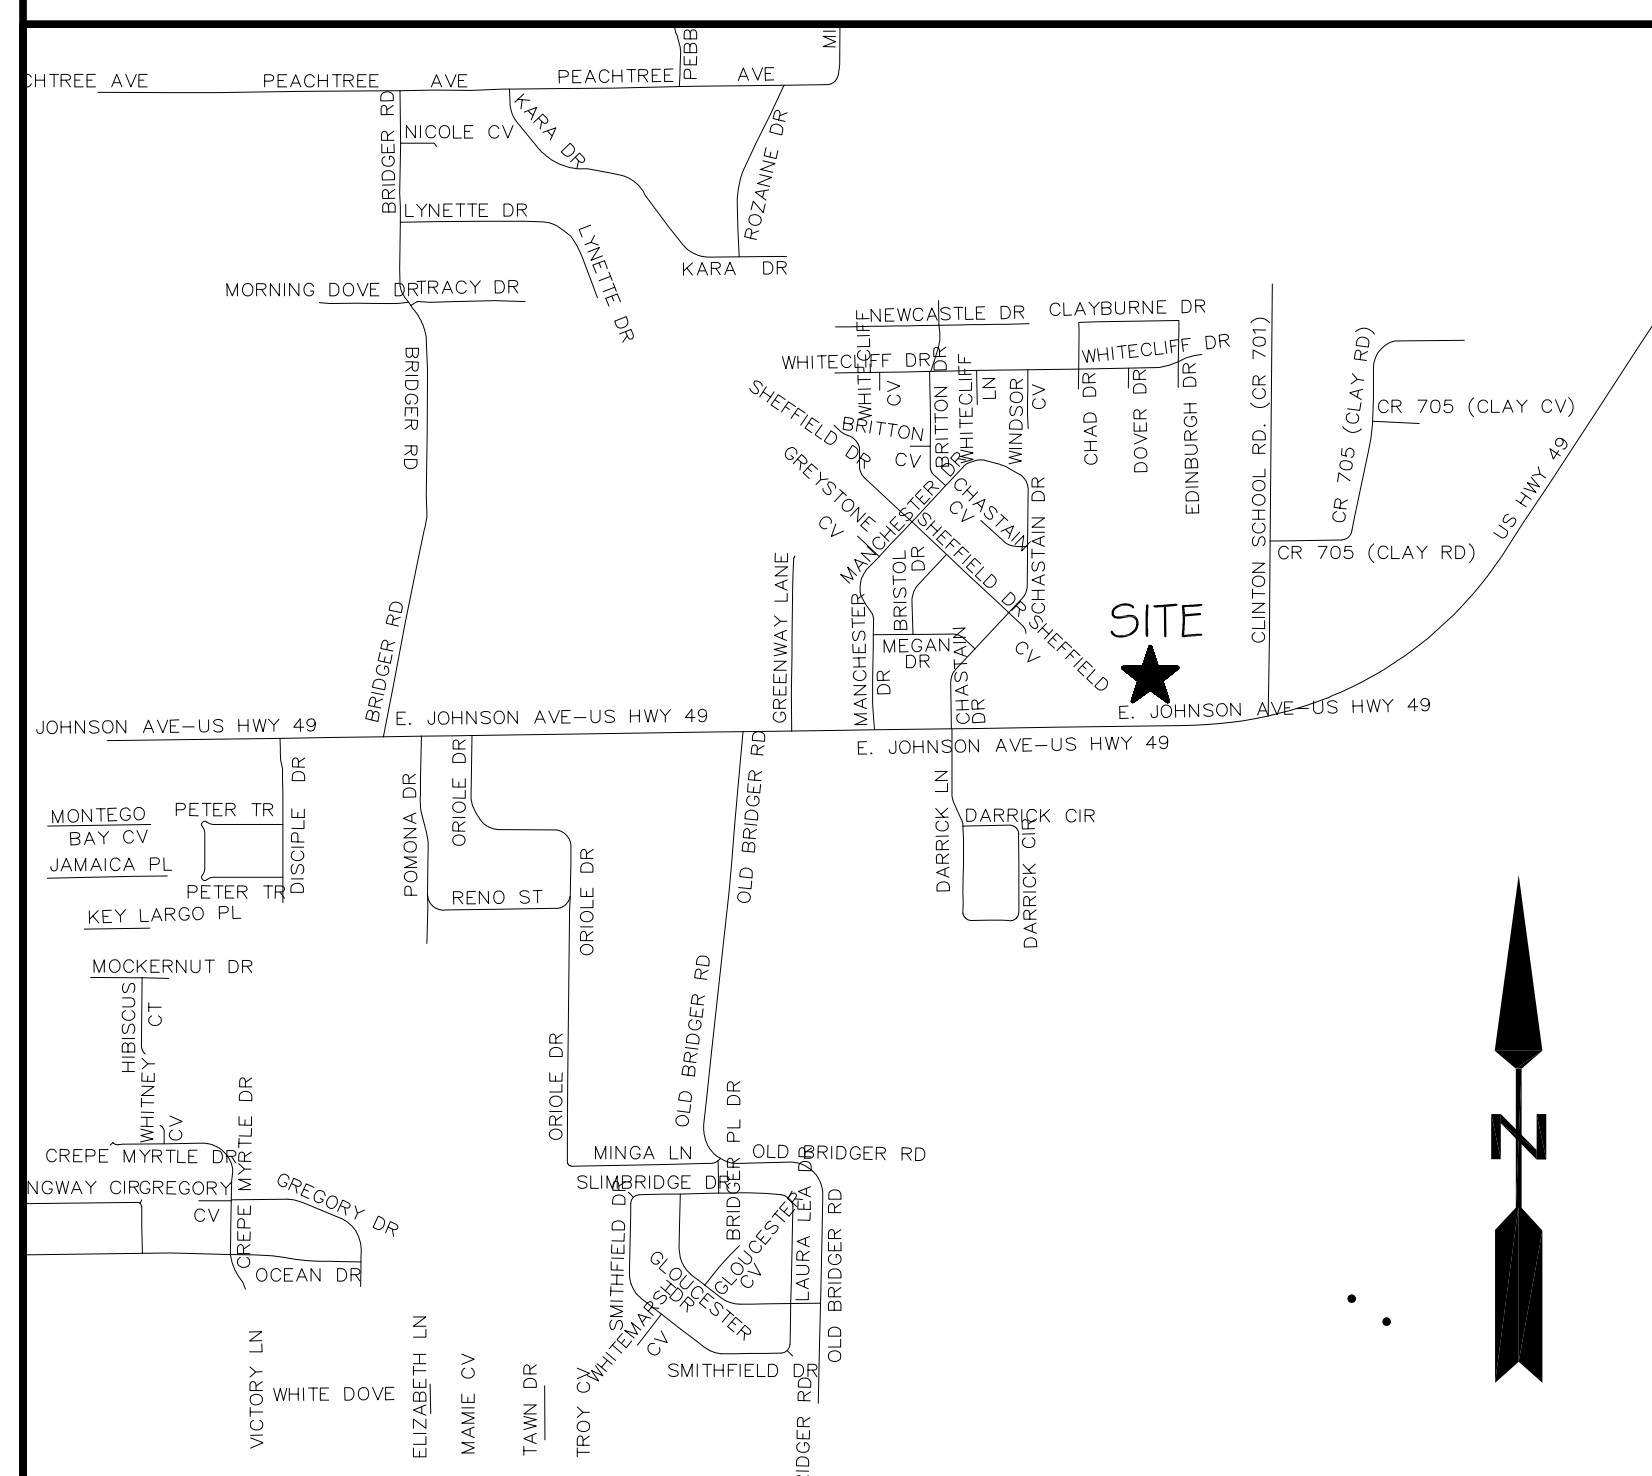 PEBB
MI
CHTREE AVE
PEACHTREE AVE
PEACHTREE AVE
BRIDGER RD
NICOLE CV
KARA DR
ROZANNE DR
LYNETTE DR
LYNETTE DR
KARA DR
MORNING DOVE DR
TRACY DR
BRIDGER RD
NEWCASTLE DR
CLAYBURNE DR
WHITECLIFF DR
WHITECLIFF DR
WHITECLIFF
CV
BRITTON DR
WHITECLIFF
LN
WINDSOR
CV
CHAD DR
DOVER DR
EDINBURGH DR
CLINTON SCHOOL RD. (CR 701)
CR 705 (CLAY RD)
CR 705 (CLAY CV)
CR 705 (CLAY RD)
US HWY 49
SHEFFIELD DR
BRITTON
CV
GREYSTONE
CV
MANCHESTER DR
CHASTAIN
CV
CHASTAIN DR
SHEFFIELD DR
SHEFFIELD
CV
BRISTOL
DR
MEGAN
DR
GREENWAY LANE
MANCHESTER
DR
CHASTAIN
DR
SITE
BRIDGER RD
JOHNSON AVE-US HWY 49
E. JOHNSON AVE-US HWY 49
E. JOHNSON AVE-US HWY 49
E. JOHNSON AVE-US HWY 49
DISCIPLE DR
PETER TR
PETER TR
MONTEGO
BAY CV
JAMAICA PL
KEY LARGO PL
POMONA DR
ORIOLE DR
RENO ST
ORIOLE DR
ORIOLE DR
OLD BRIDGER RD
OLD BRIDGER RD
DARRICK LN
DARRICK CIR
DARRICK CIR
MOCKERNUT DR
HIBISCUS
CT
WHITNEY
CV
CREPE MYRTLE DR
CREPE MYRTLE DR
NGWAY CIR
GREGORY
CV
GREGORY DR
OCEAN DR
MINGA LN
OLD BRIDGER RD
BRIDGER PL DR
SLIMBRIDGE DR
SMITHFIELD DR
GLOUCESTER
CV
GLOUCESTER
DR
LAURA LEA DR
OLD BRIDGER RD
WHITEMARSH
CV
SMITHFIELD DR
VICTORY LN
WHITE DOVE
ELIZABETH LN
MAMIE CV
TAWN DR
TROY CV
IDGER RD
N